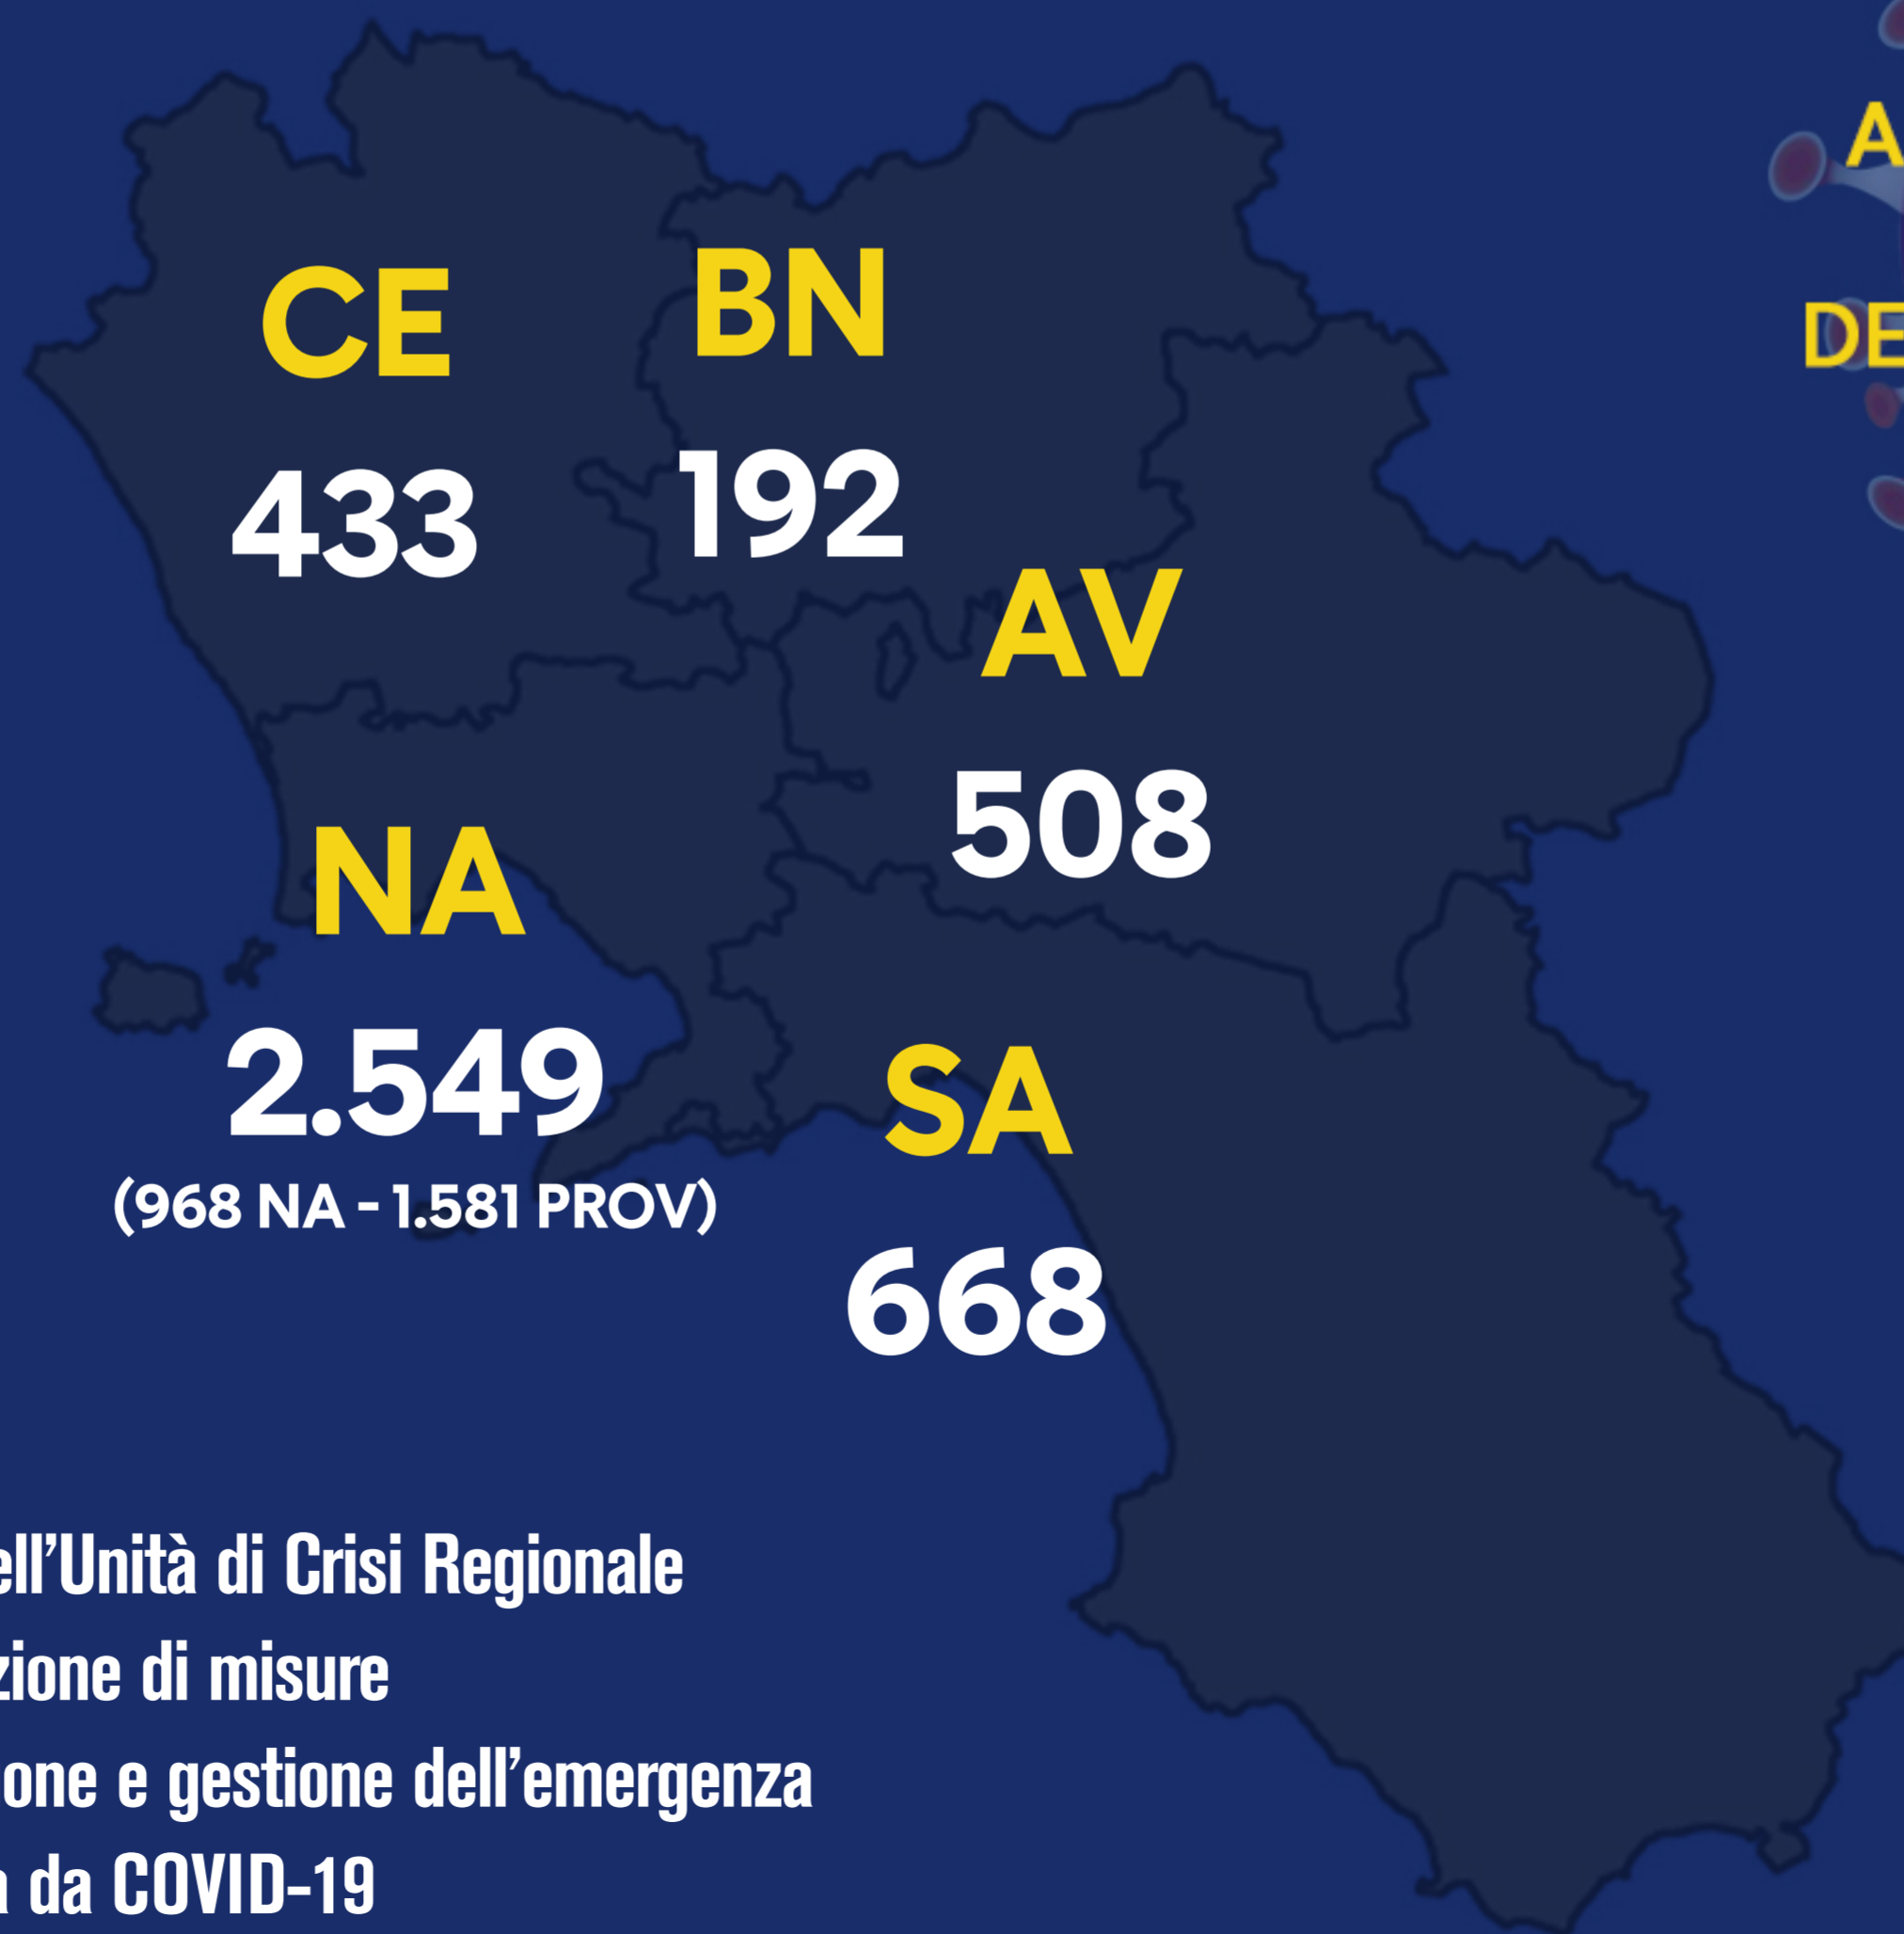 A
DE
CE
433
BN
192
AV
508
NA
2.549
(968 NA - 1.581 PROV)
SA
668
ell'Unità di Crisi Regionale
zione di misure
one e gestione dell'emergenza
a da COVID-19